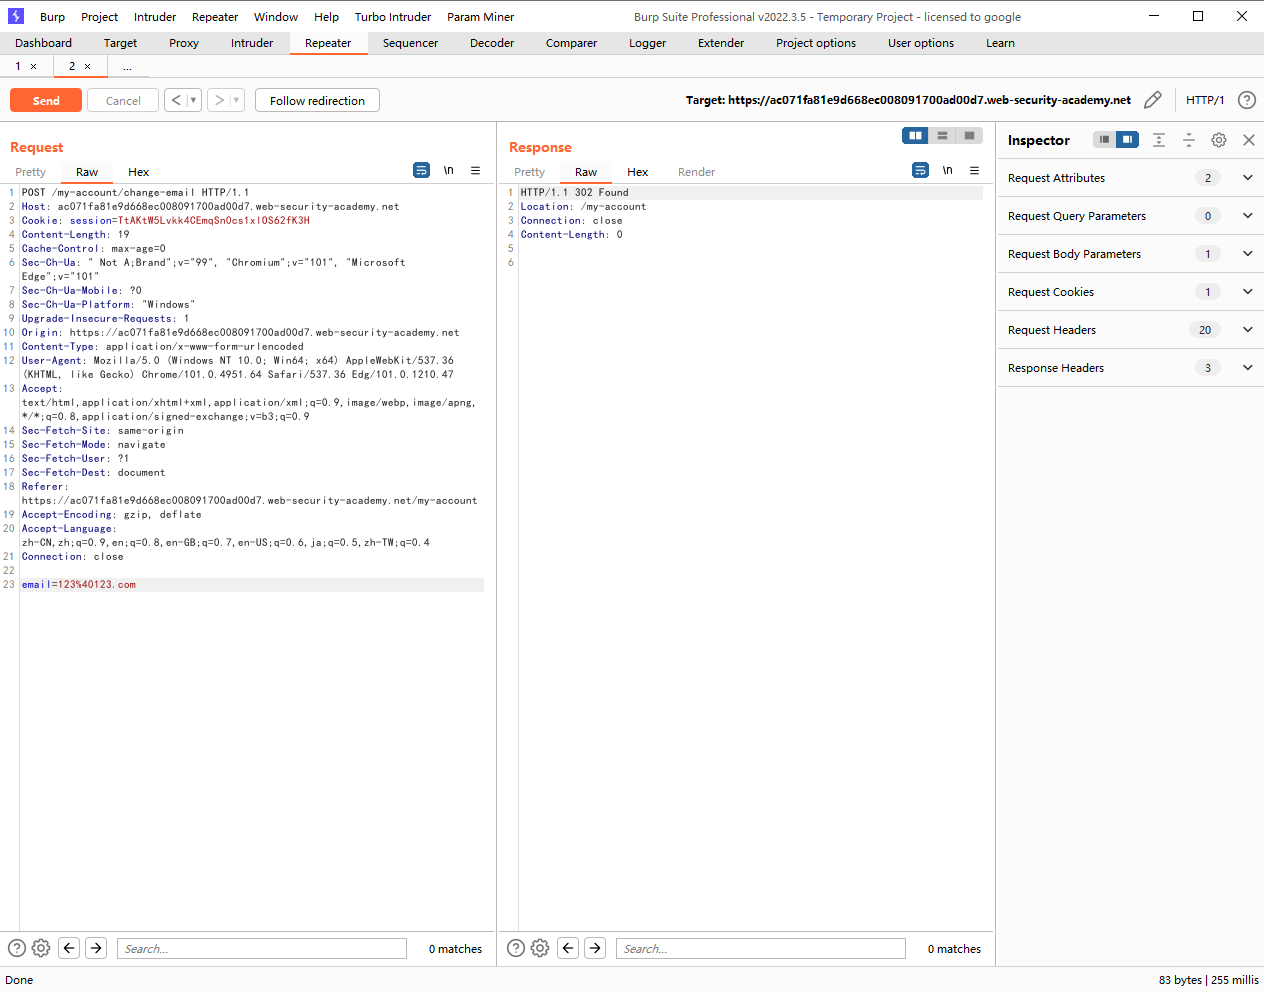 Burp Project Intruder Repeater Window Help Turbo Intruder Param Miner Burp Suite Professional v2022.3.5 - Temporary Project - licensed to google
Dashboard Target Proxy Intruder Repeater Sequencer Decoder Comparer Logger Extender Project options User options Learn
1 × 2 × ...
Send Cancel < > Follow redirection Target: https://ac071fa81e9d668ec008091700ad00d7.web-security-academy.net HTTP/1 ?
Request
Pretty Raw Hex \n
1 POST /my-account/change-email HTTP/1.1
2 Host: ac071fa81e9d668ec008091700ad00d7.web-security-academy.net
3 Cookie: session=TtAKtW5Lvkk4CEmqSn0cs1xlOS62fK3H
4 Content-Length: 19
5 Cache-Control: max-age=0
6 Sec-Ch-Ua: " Not A;Brand";v="99", "Chromium";v="101", "Microsoft
Edge";v="101"
7 Sec-Ch-Ua-Mobile: ?0
8 Sec-Ch-Ua-Platform: "Windows"
9 Upgrade-Insecure-Requests: 1
10 Origin: https://ac071fa81e9d668ec008091700ad00d7.web-security-academy.net
11 Content-Type: application/x-www-form-urlencoded
12 User-Agent: Mozilla/5.0 (Windows NT 10.0; Win64; x64) AppleWebKit/537.36
(KHTML, like Gecko) Chrome/101.0.4951.64 Safari/537.36 Edg/101.0.1210.47
13 Accept:
text/html,application/xhtml+xml,application/xml;q=0.9,image/webp,image/apng,
*/*;q=0.8,application/signed-exchange;v=b3;q=0.9
14 Sec-Fetch-Site: same-origin
15 Sec-Fetch-Mode: navigate
16 Sec-Fetch-User: ?1
17 Sec-Fetch-Dest: document
18 Referer:
https://ac071fa81e9d668ec008091700ad00d7.web-security-academy.net/my-account
19 Accept-Encoding: gzip, deflate
20 Accept-Language:
zh-CN,zh;q=0.9,en;q=0.8,en-GB;q=0.7,en-US;q=0.6,ja;q=0.5,zh-TW;q=0.4
21 Connection: close
22
23 email=123%40123.com
? Search... 0 matches
Response
Pretty Raw Hex Render \n
1 HTTP/1.1 302 Found
2 Location: /my-account
3 Connection: close
4 Content-Length: 0
5
6
? Search... 0 matches
Inspector
Request Attributes 2
Request Query Parameters 0
Request Body Parameters 1
Request Cookies 1
Request Headers 20
Response Headers 3
Done 83 bytes | 255 millis